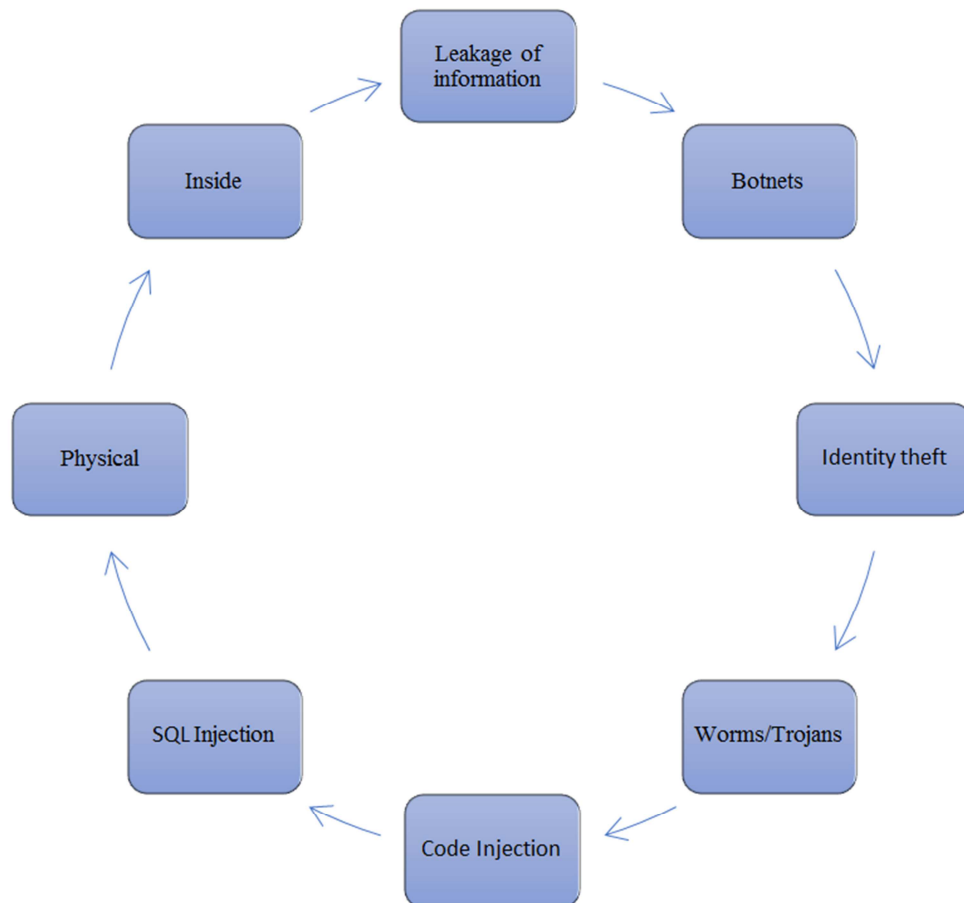 Leakage of
information
Botnets
Identity theft
Worms/Trojans
Code Injection
SQL Injection
Physical
Inside